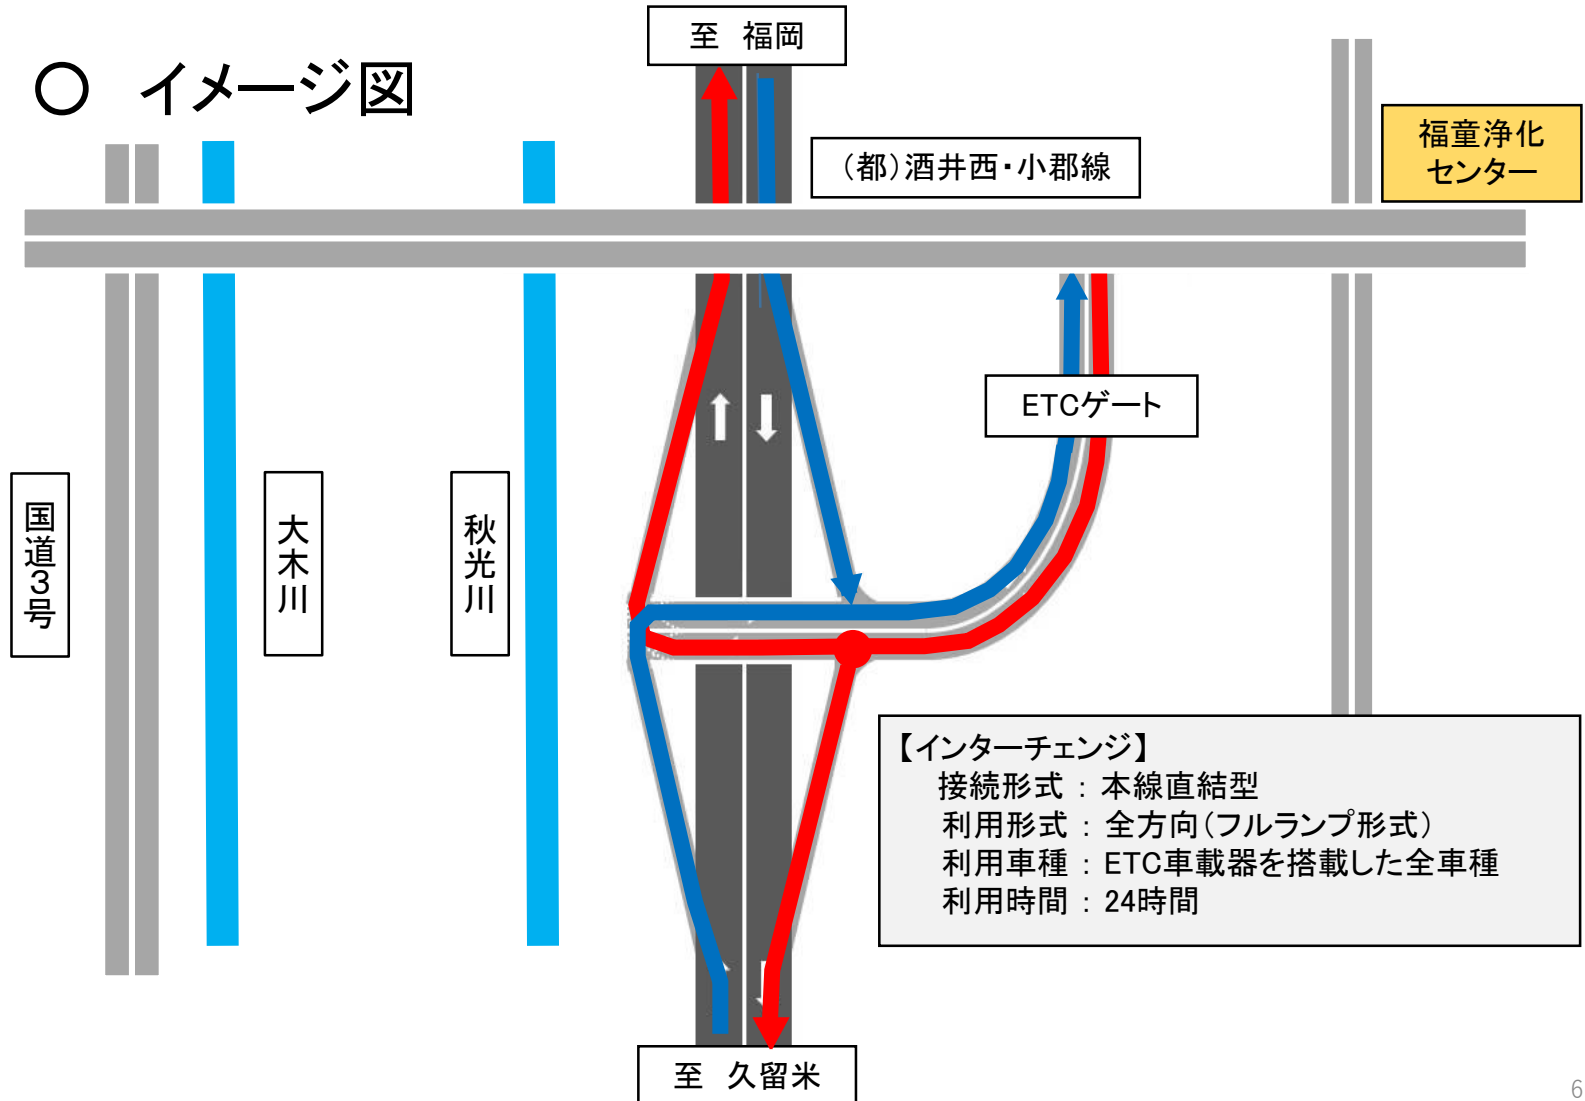 至 福岡
○ イメージ図
福童浄化
センター
(都)酒井西・小郡線
ETCゲート
国道3号
大木川
秋光川
【インターチェンジ】
接続形式 : 本線直結型
利用形式 : 全方向(フルランプ形式)
利用車種 : ETC車載器を搭載した全車種
利用時間 : 24時間
至 久留米
6